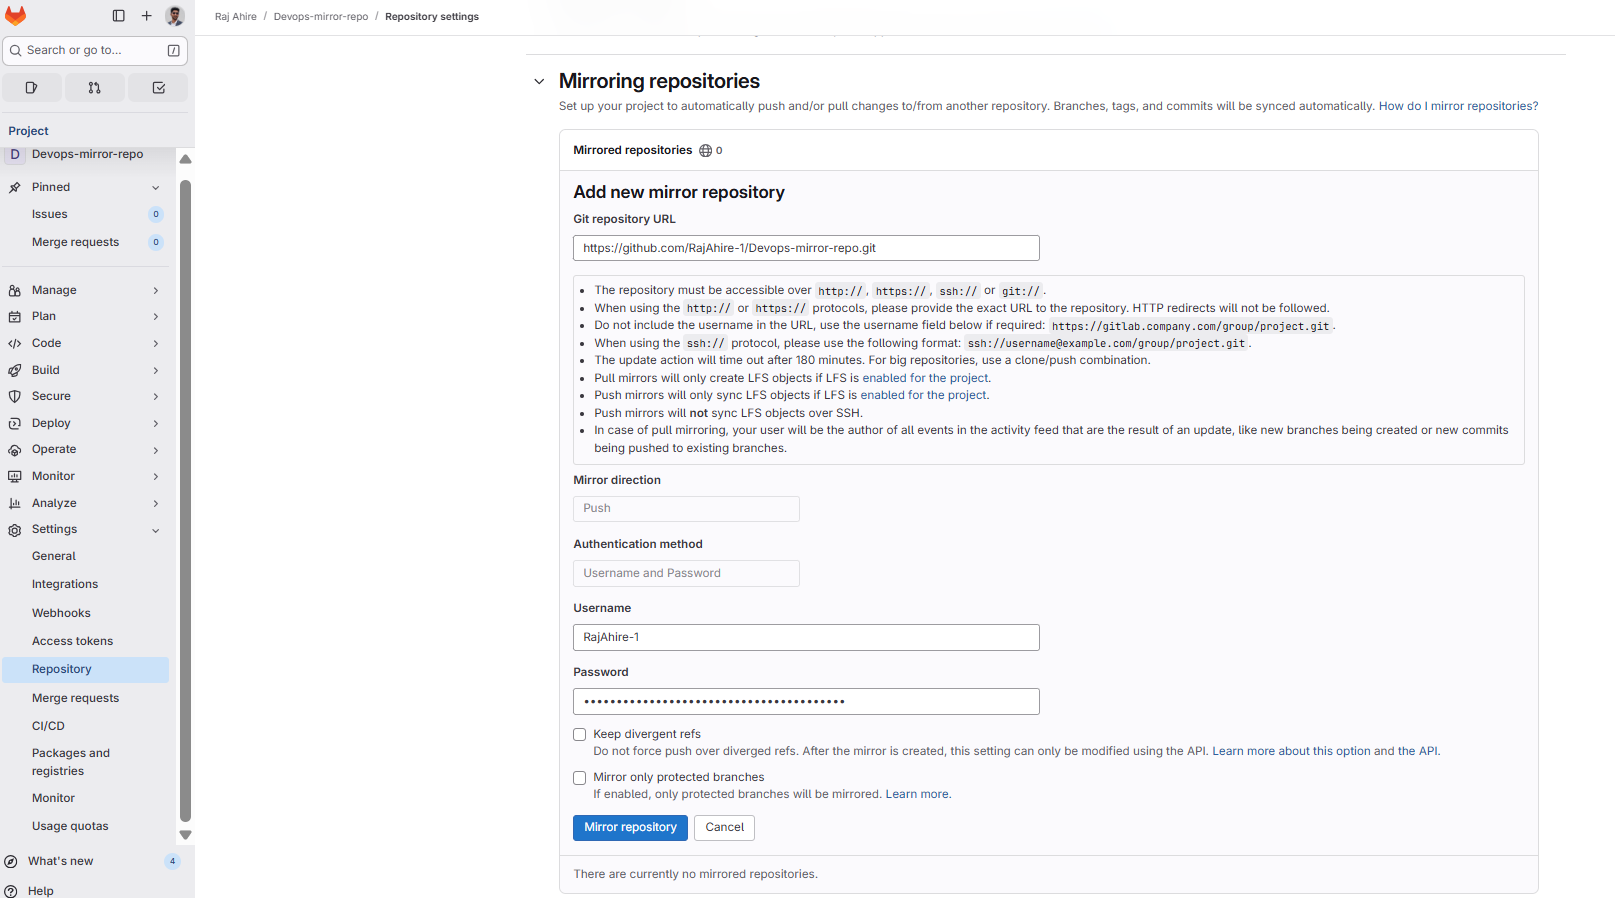 Raj Ahire / Devops-mirror-repo / Repository settings
Search or go to... /
Project
D Devops-mirror-repo
Pinned
Issues 0
Merge requests 0
Manage
Plan
Code
Build
Secure
Deploy
Operate
Monitor
Analyze
Settings
General
Integrations
Webhooks
Access tokens
Repository
Merge requests
CI/CD
Packages and
registries
Monitor
Usage quotas
What's new 4
Help
Mirroring repositories
Set up your project to automatically push and/or pull changes to/from another repository. Branches, tags, and commits will be synced automatically. How do I mirror repositories?
Mirrored repositories 0
Add new mirror repository
Git repository URL
https://github.com/RajAhire-1/Devops-mirror-repo.git
• The repository must be accessible over http://, https://, ssh:// or git://.
• When using the http:// or https:// protocols, please provide the exact URL to the repository. HTTP redirects will not be followed.
• Do not include the username in the URL, use the username field below if required: https://gitlab.company.com/group/project.git.
• When using the ssh:// protocol, please use the following format: ssh://username@example.com/group/project.git.
• The update action will time out after 180 minutes. For big repositories, use a clone/push combination.
• Pull mirrors will only create LFS objects if LFS is enabled for the project.
• Push mirrors will only sync LFS objects if LFS is enabled for the project.
• Push mirrors will not sync LFS objects over SSH.
• In case of pull mirroring, your user will be the author of all events in the activity feed that are the result of an update, like new branches being created or new commits
being pushed to existing branches.
Mirror direction
Push
Authentication method
Username and Password
Username
RajAhire-1
Password
••••••••••••••••••••••••••••••••••••••••
Keep divergent refs
Do not force push over diverged refs. After the mirror is created, this setting can only be modified using the API. Learn more about this option and the API.
Mirror only protected branches
If enabled, only protected branches will be mirrored. Learn more.
Mirror repository Cancel
There are currently no mirrored repositories.